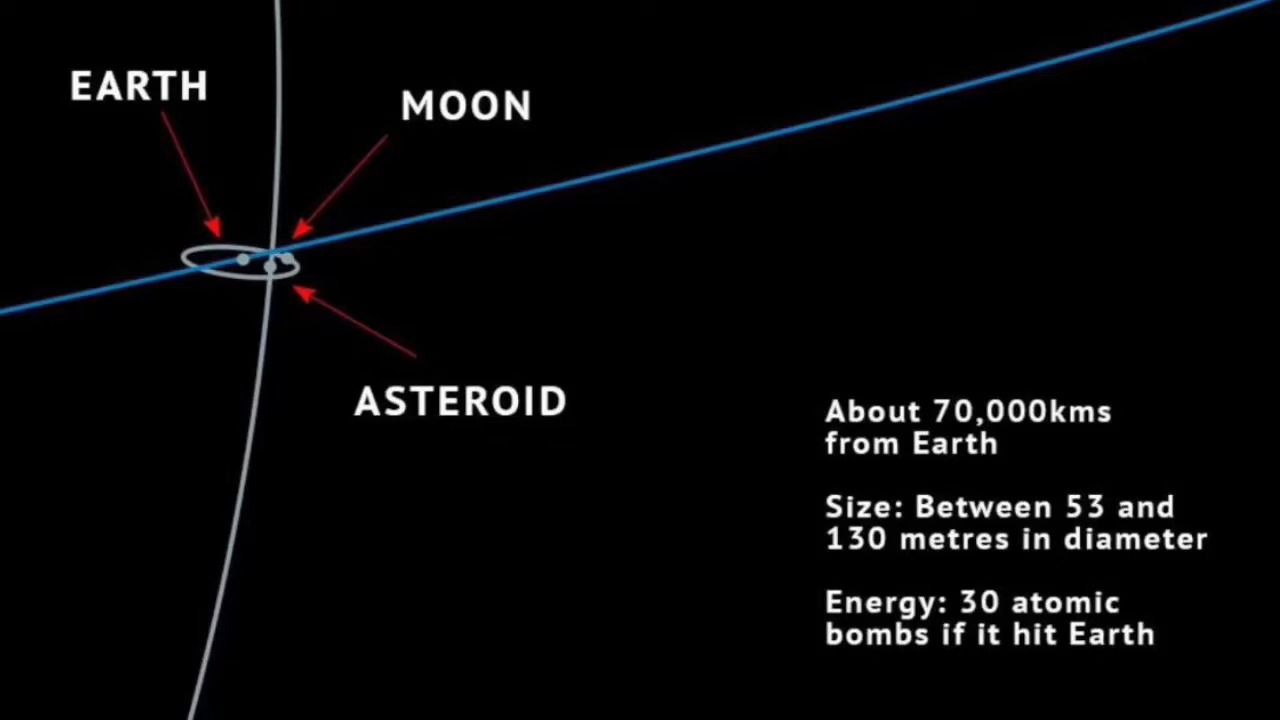 EARTH
MOON
ASTEROID
About 70,000kms
from Earth
Size: Between 53 and
130 metres in diameter
Energy: 30 atomic
bombs if it hit Earth